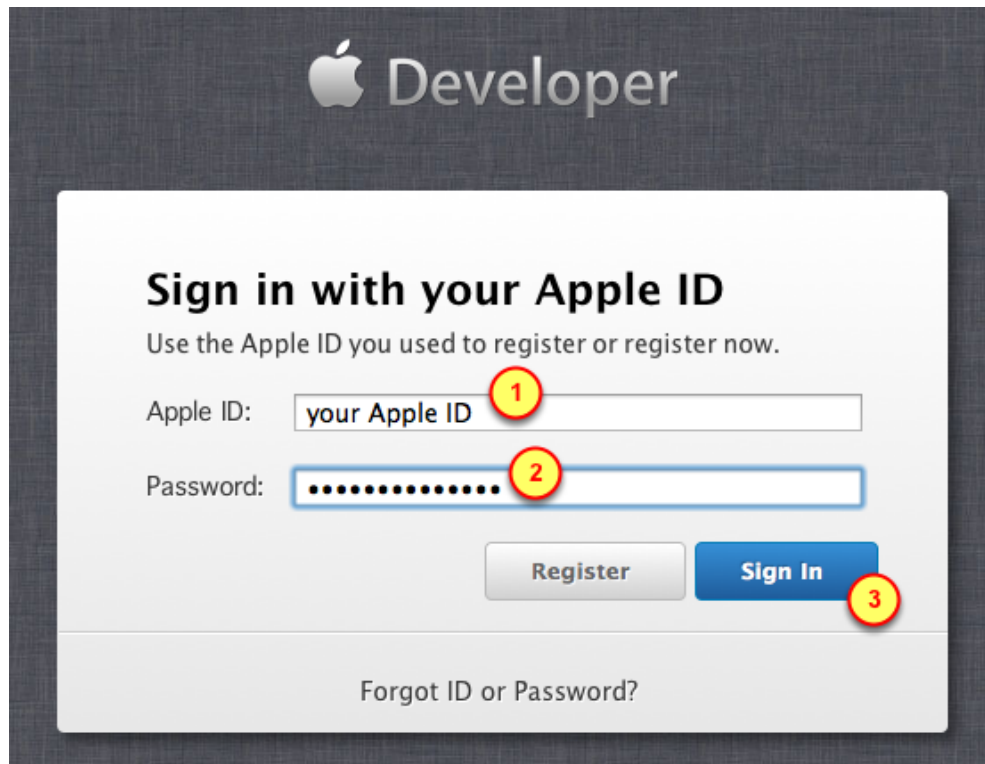 Developer
Sign in with your Apple ID
Use the Apple ID you used to register or register now.
Apple ID: your Apple ID 1
Password: •••••••••••••• 2
Register Sign In 3
Forgot ID or Password?